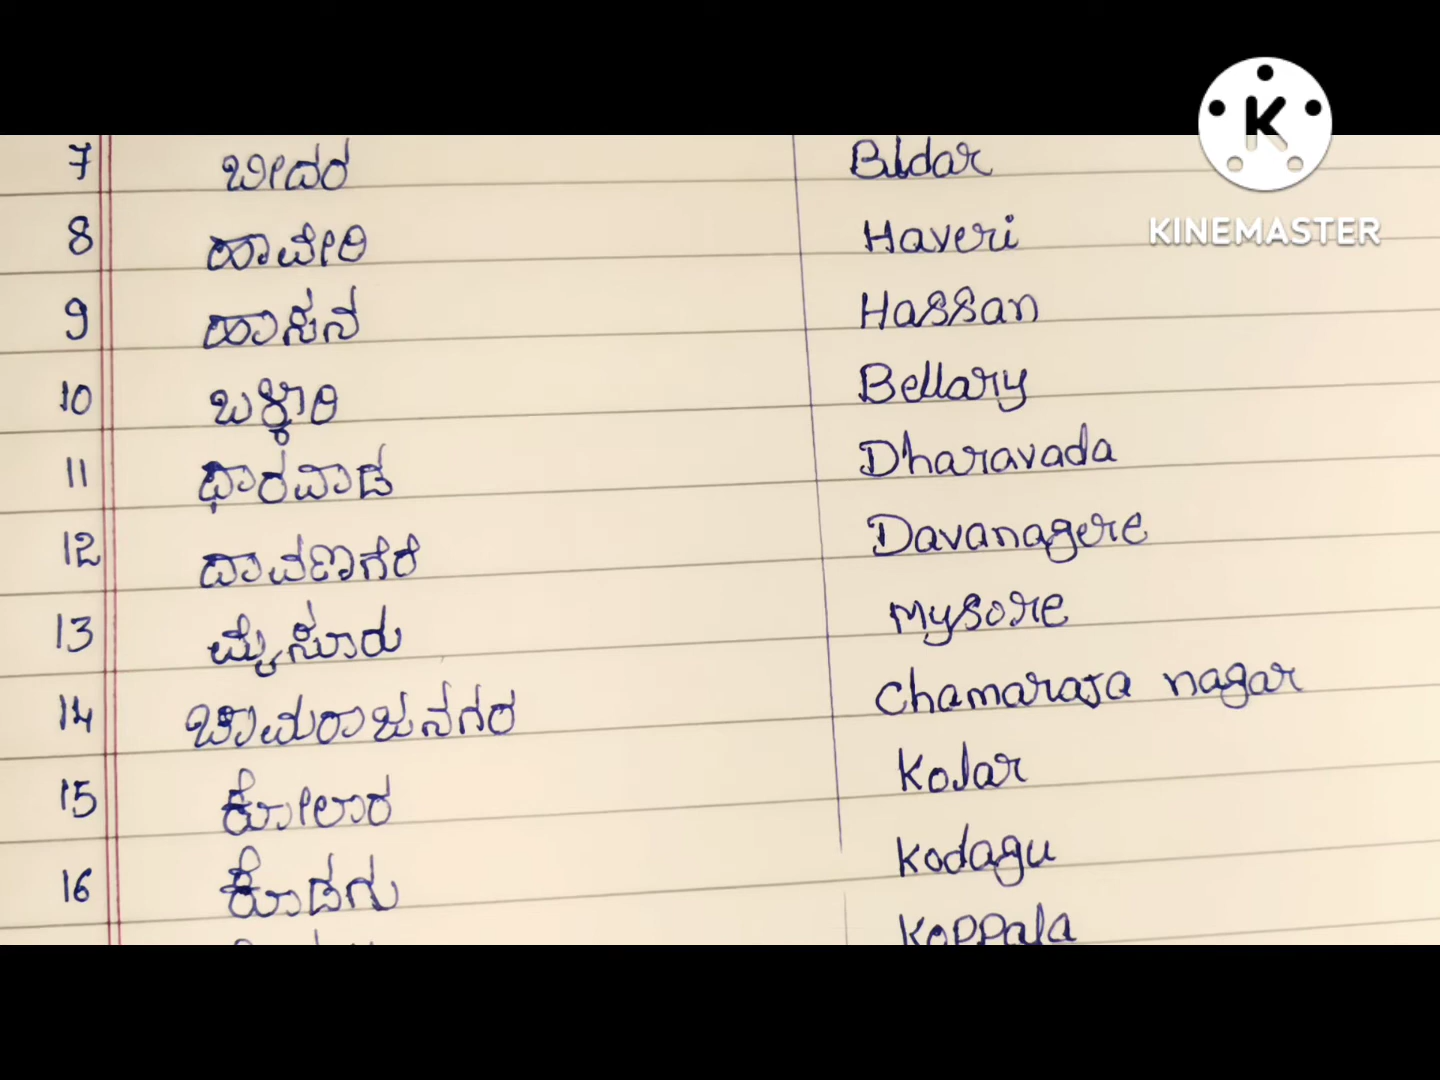 7 ಬೀದರ Bidar
8 ಹಾವೇರಿ Haveri
9 ಹಾಸನ Hassan
10 ಬಳ್ಳಾರಿ Bellary
11 ಧಾರವಾಡ Dharavada
12 ದಾವಣಗೆರೆ Davanagere
13 ಮೈಸೂರು Mysore
14 ಚಾಮರಾಜನಗರ Chamaraja nagar
15 ಕೋಲಾರ Kolar
16 ಕೊಡಗು Kodagu
Koppala
KINEMASTER